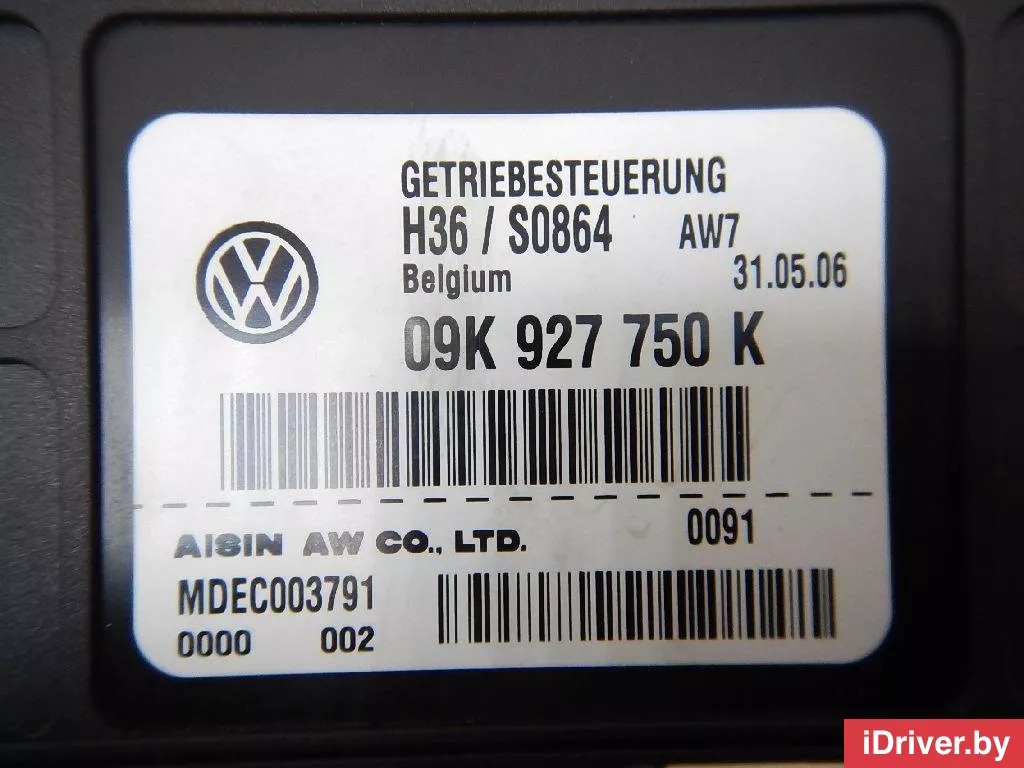 GETRIEBESTEUERUNG
H36 / S0864 AW7
Belgium 31.05.06
09K 927 750 K
AISIN AW CO., LTD. 0091
MDEC003791
0000 002
iDriver.by